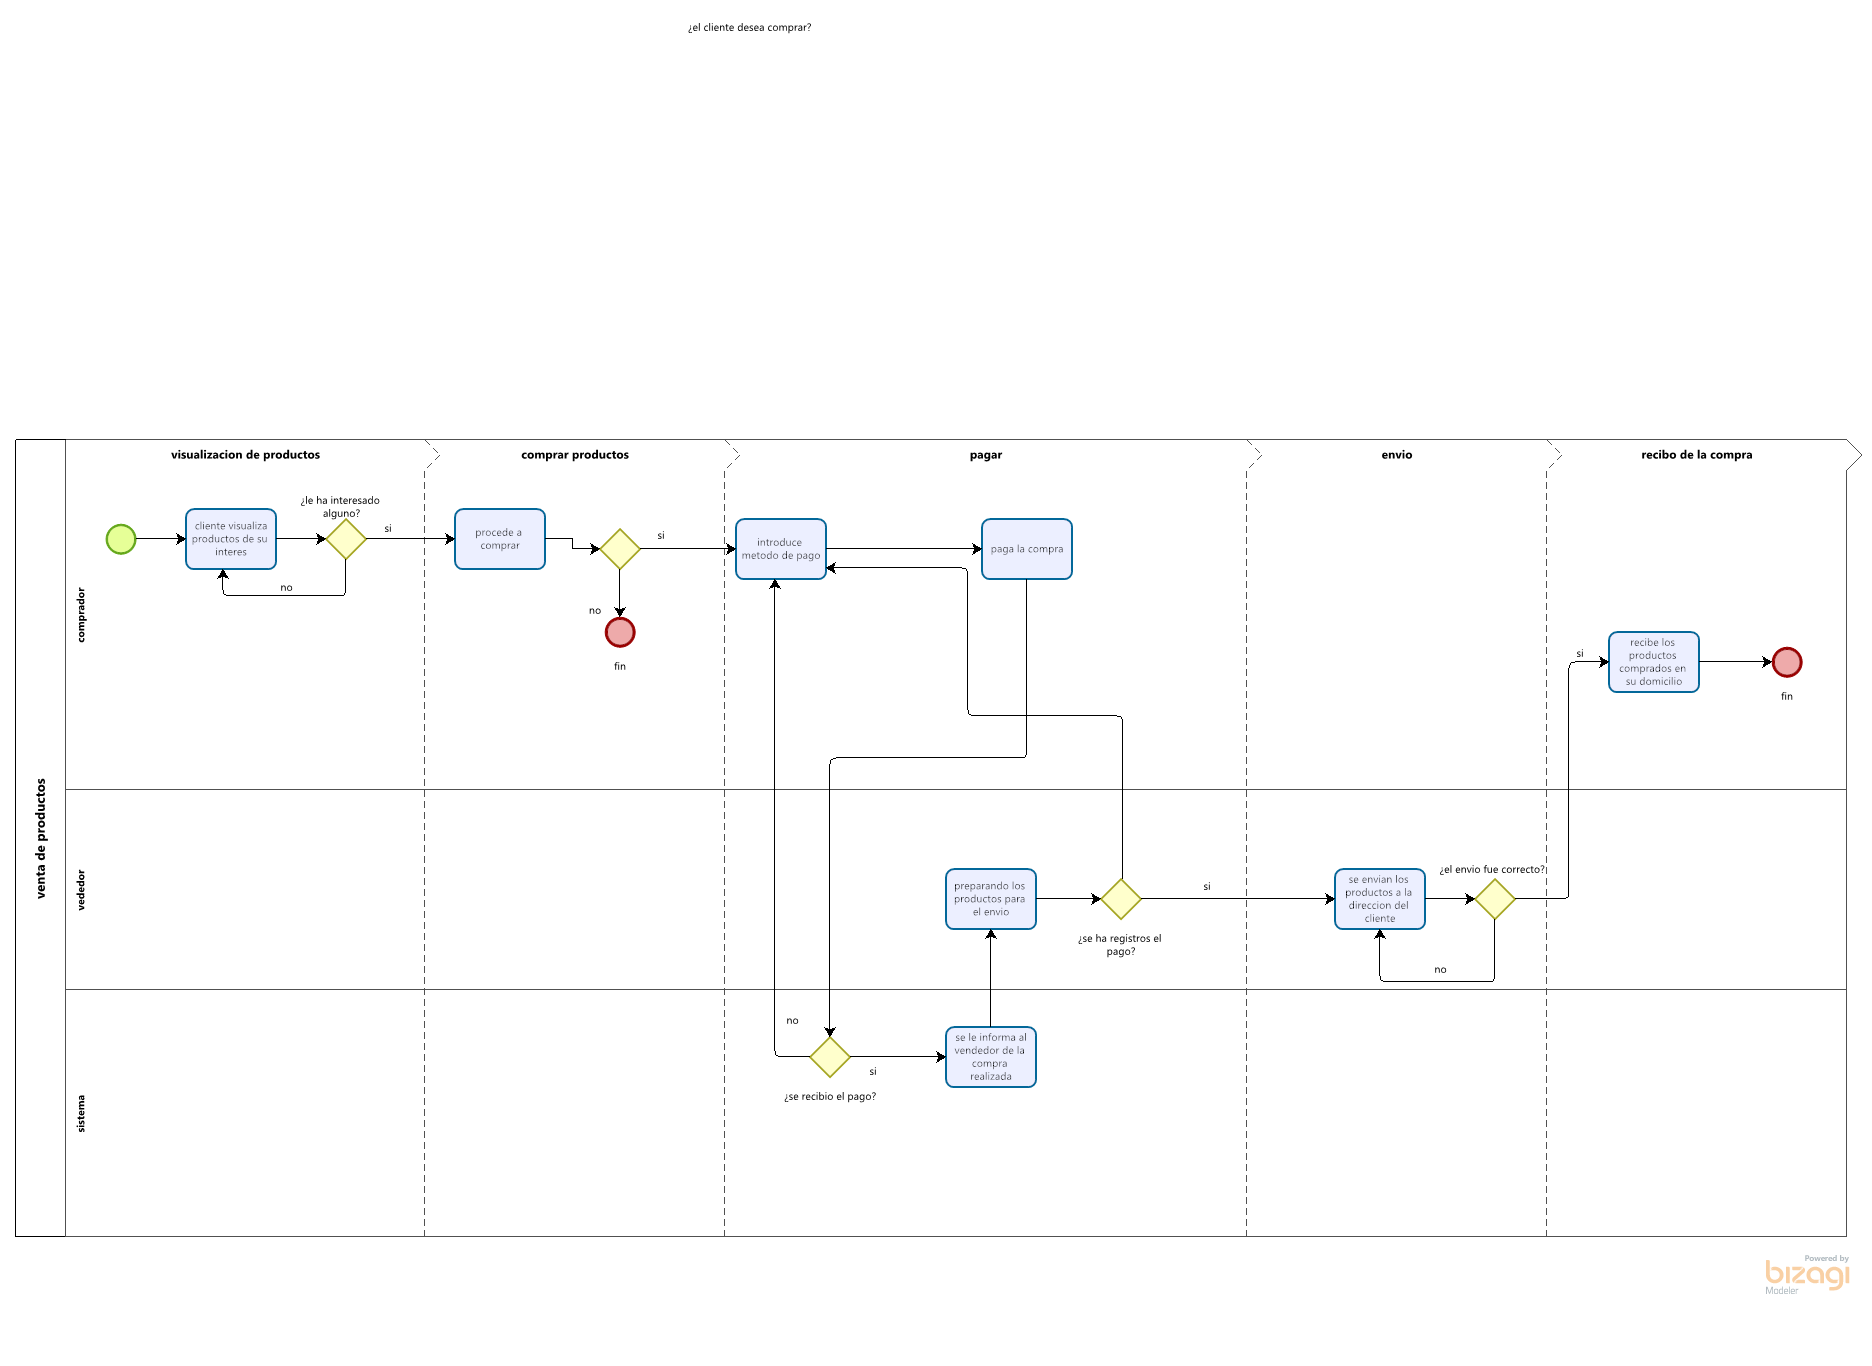 ¿el cliente desea comprar?
visualizacion de productos
comprar productos
pagar
envio
recibo de la compra
venta de productos
comprador
¿le ha interesado
alguno?
cliente visualiza
productos de su
interes
si
no
procede a
comprar
si
no
fin
introduce
metodo de pago
paga la compra
si
recibe los
productos
comprados en
su domicilio
fin
vededor
preparando los
productos para
el envio
si
¿se ha registros el
pago?
se envian los
productos a la
direccion del
cliente
¿el envio fue correcto?
no
sistema
no
si
¿se recibio el pago?
se le informa al
vendedor de la
compra
realizada
Powered by
bizagi
Modeler